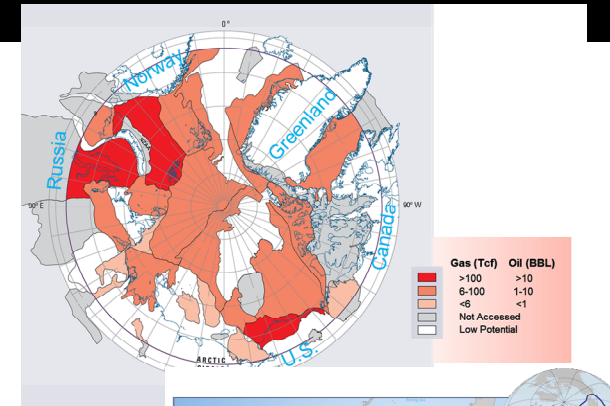 0°
Norway
Greenland
Russia
90° E
90° W
Canada
Gas (Tcf) Oil (BBL)
>100 >10
6-100 1-10
<6 <1
Not Accessed
Low Potential
U.S.
ARCTIC